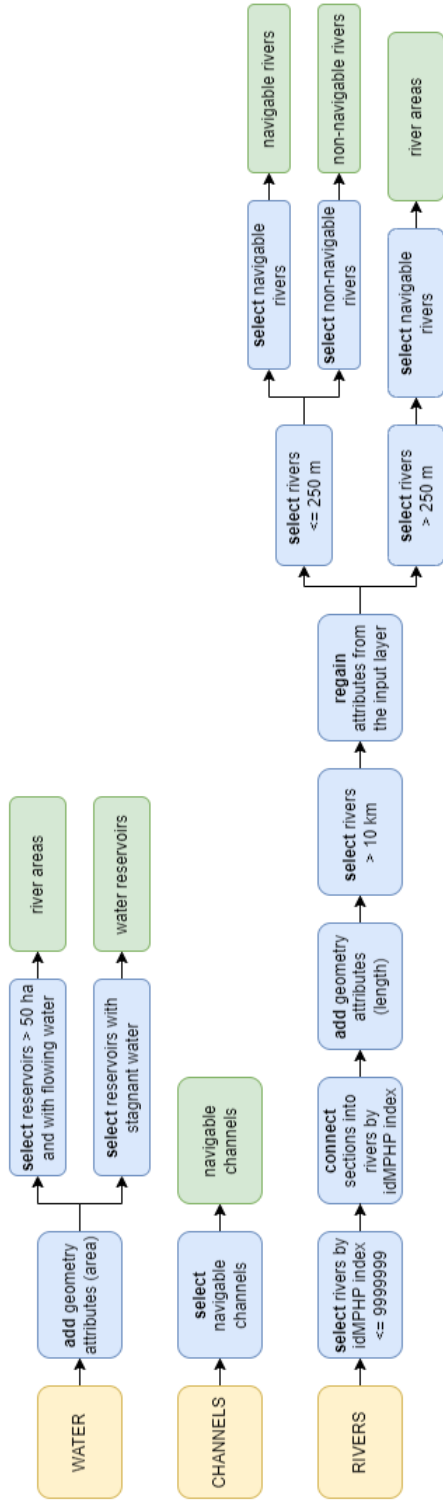 WATER
add geometry
attributes (area)
select reservoirs > 50 ha
and with flowing water
river areas
select reservoirs with
stagnant water
water reservoirs
CHANNELS
select
navigable
channels
navigable
channels
RIVERS
select rivers by
idMPHP index
<= 9999999
connect
sections into
rivers by
idMPHP index
add geometry
attributes
(length)
select rivers
> 10 km
regain
attributes from
the input layer
select rivers
<= 250 m
select navigable
rivers
navigable rivers
select non-navigable
rivers
non-navigable rivers
select rivers
> 250 m
select navigable
rivers
river areas